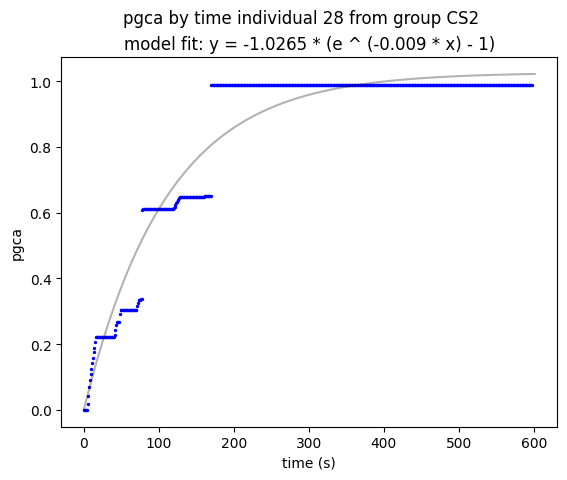 pgca by time individual 28 from group CS2
model fit: y = -1.0265 * (e ^ (-0.009 * x) - 1)
1.0
0.8
0.6
0.4
0.2
0.0
pgca
0 100 200 300 400 500 600
time (s)